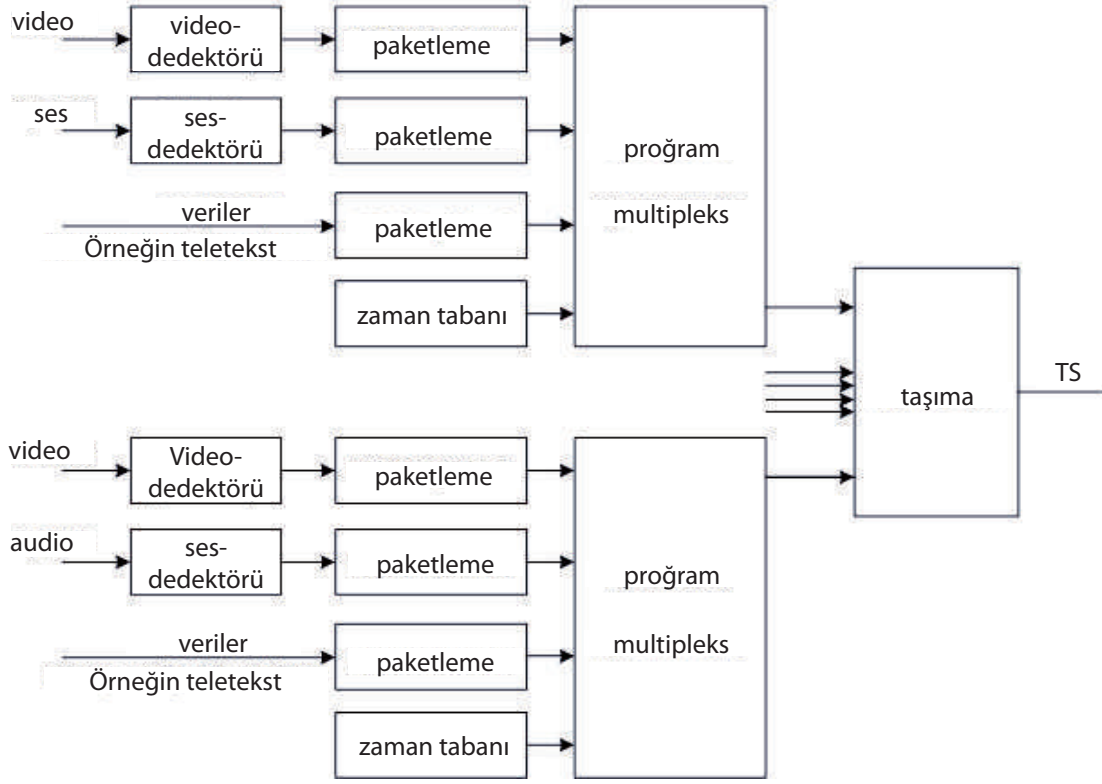 video
video-
dedektörü
paketleme
ses
ses-
dedektörü
paketleme
proğram
multipleks
veriler
Örneğin teletekst
paketleme
zaman tabanı
taşıma
TS
video
Video-
dedektörü
paketleme
audio
ses-
dedektörü
paketleme
proğram
multipleks
veriler
Örneğin teletekst
paketleme
zaman tabanı